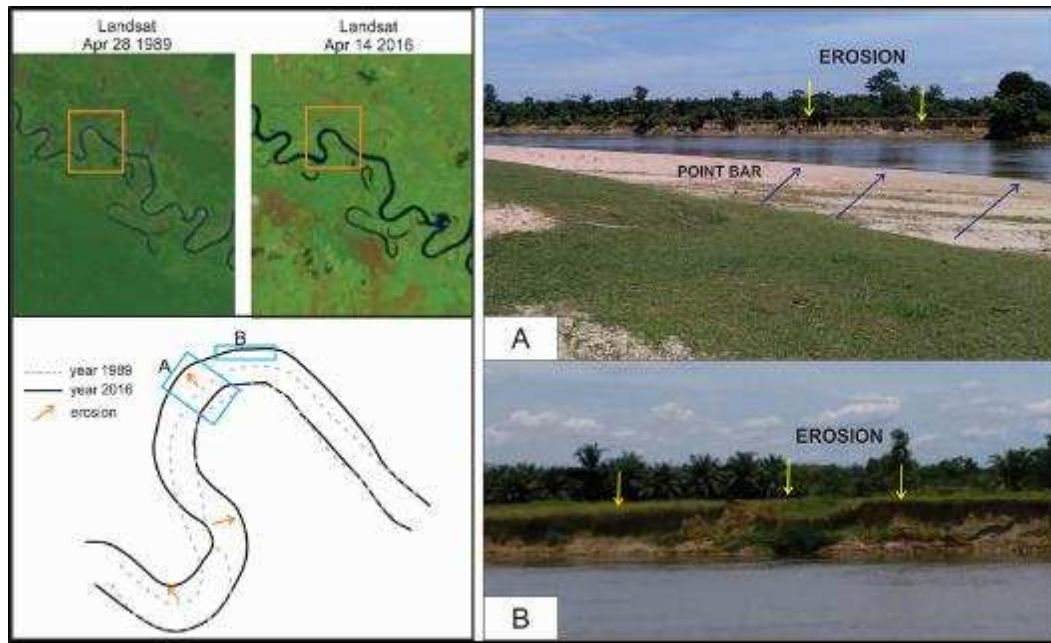 Landsat
Apr 28 1989
Landsat
Apr 14 2016
B
A
year 1989
year 2016
erosion
EROSION
POINT BAR
A
EROSION
B